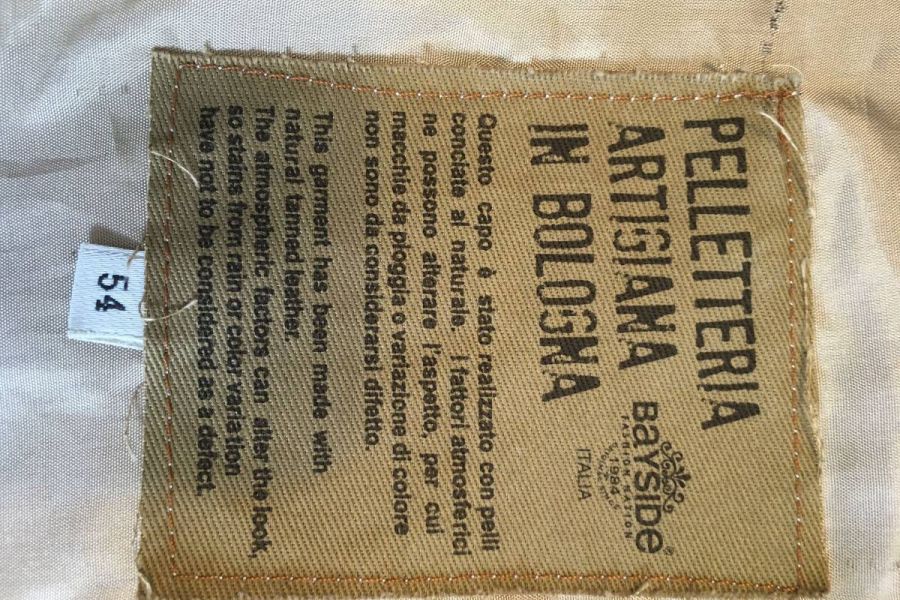 PELLETTERIA
ARTIGIANA
IN BOLOGNA
BAYSIDE®
FASHION NATION
1984
ITALIA
Questo capo è stato realizzato con pelli
conciate al naturale. I fattori atmosferici
ne possono alterare l'aspetto, per cui
macchie da pioggia o variazione di colore
non sono da considerarsi difetto.
This garment has been made with
natural tanned leather.
The atmospheric factors can alter the look,
so stains from rain or color variation
have not to be considered as a defect.
54